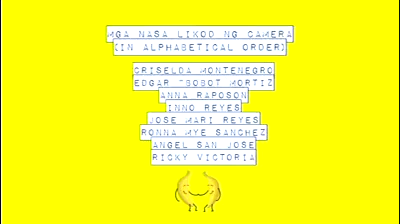 MGA NASA LIKOD NG CAMERA
(IN ALPHABETICAL ORDER)
CRISELDA MONTENEGRO
EDGAR "BOBOT" MORTIZ
ANNA RAPOSON
INNO REYES
JOSE MARI REYES
RONNA MYE SANCHEZ
ANGEL SAN JOSE
RICKY VICTORIA